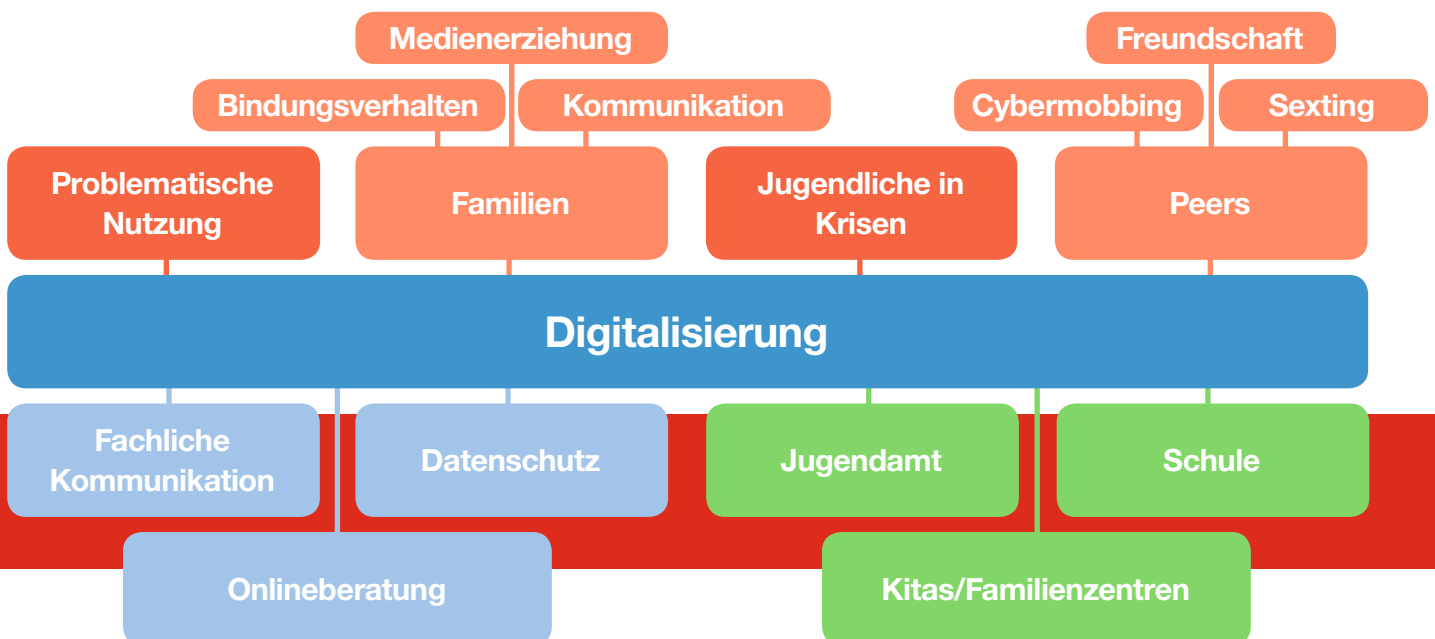 Medienerziehung
Freundschaft
Bindungsverhalten
Kommunikation
Cybermobbing
Sexting
Problematische
Nutzung
Familien
Jugendliche in
Krisen
Peers
Digitalisierung
Fachliche
Kommunikation
Datenschutz
Jugendamt
Schule
Onlineberatung
Kitas/Familienzentren